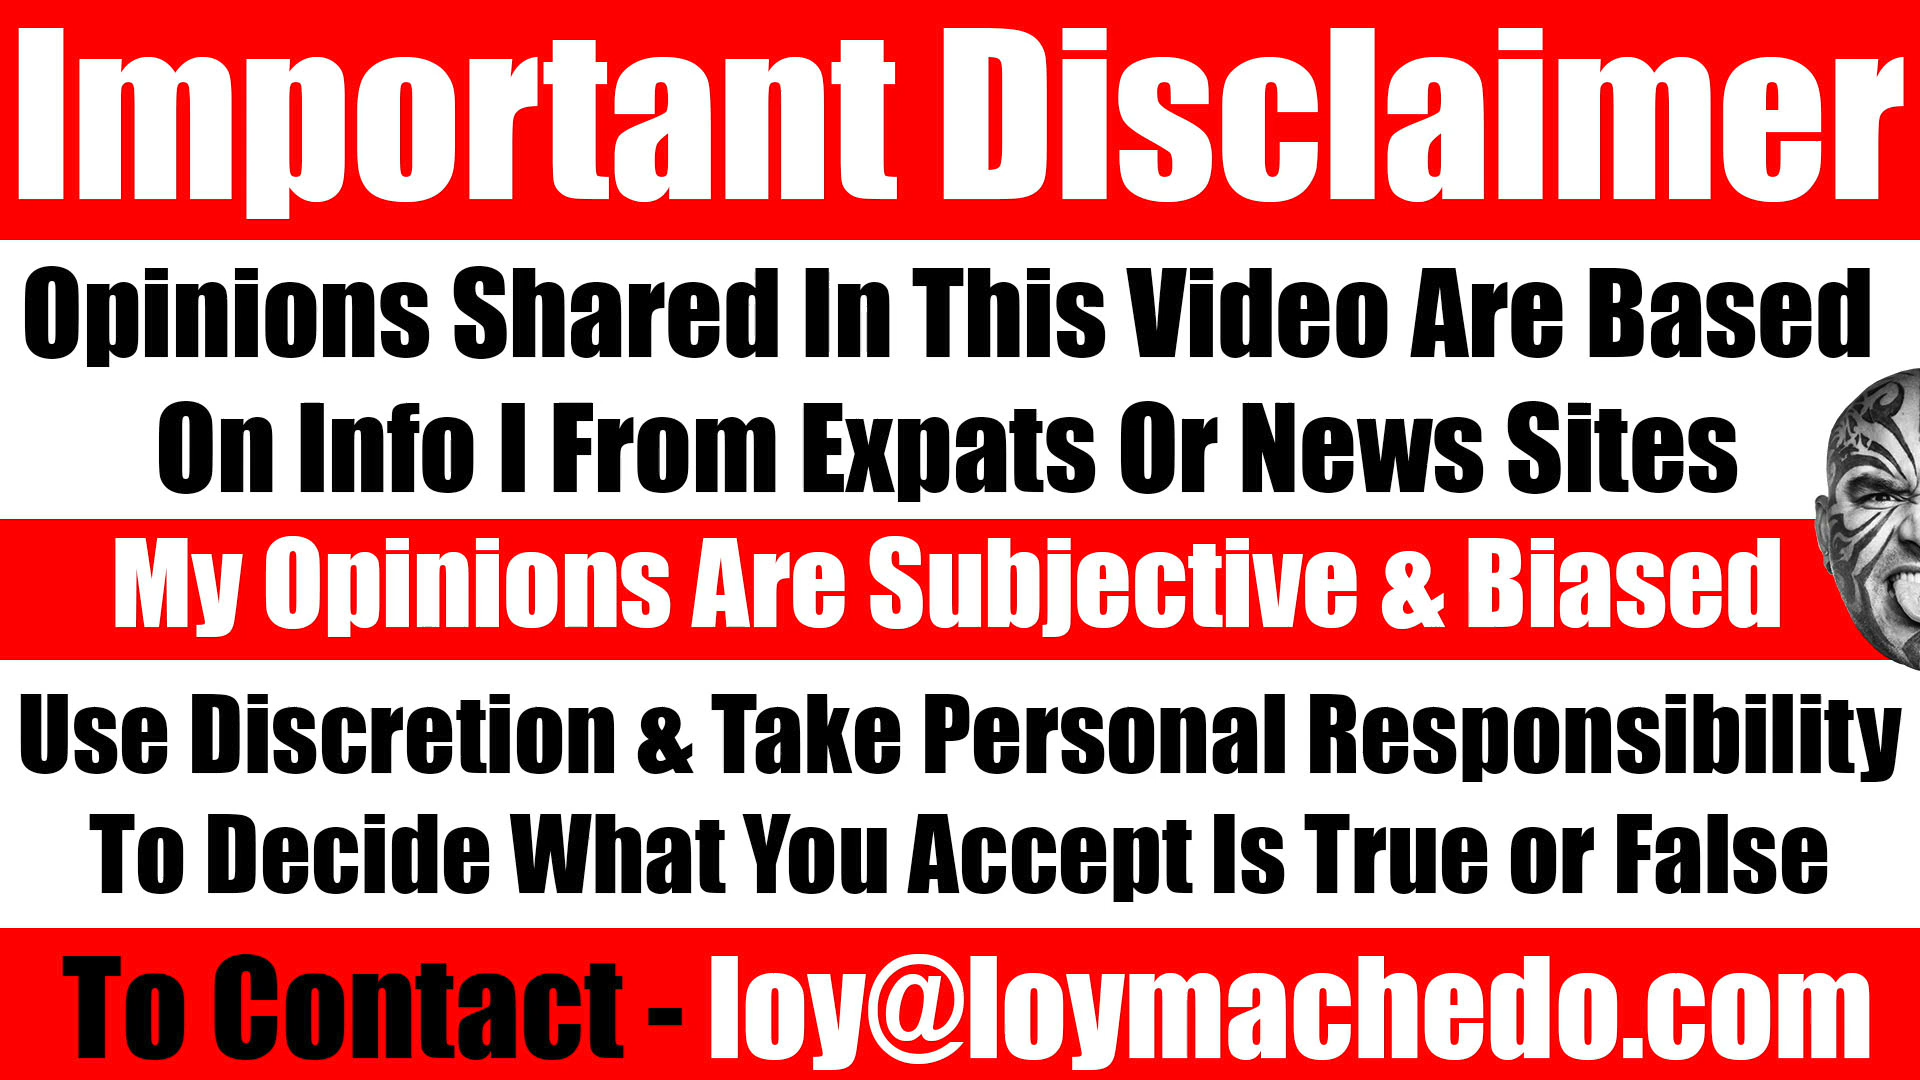 Important Disclaimer
Opinions Shared In This Video Are Based
On Info I From Expats Or News Sites
My Opinions Are Subjective & Biased
Use Discretion & Take Personal Responsibility
To Decide What You Accept Is True or False
To Contact - loy@loymachedo.com